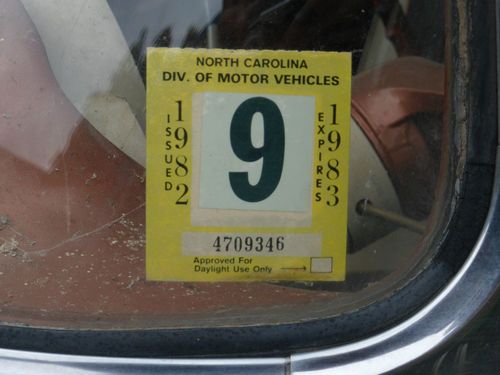 NORTH CAROLINA
DIV. OF MOTOR VEHICLES
ISSUED
1982
9
EXPIRES
1983
4709346
Approved For
Daylight Use Only